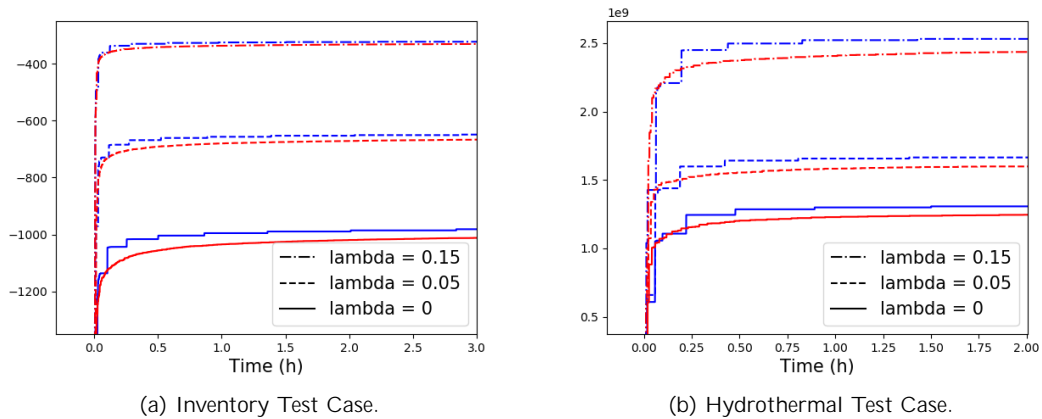 1e9
−400
−600
−800
−1000
−1200
0.0 0.5 1.0 1.5 2.0 2.5 3.0
Time (h)
lambda = 0.15
lambda = 0.05
lambda = 0
(a) Inventory Test Case.
2.5
2.0
1.5
1.0
0.5
0.00 0.25 0.50 0.75 1.00 1.25 1.50 1.75 2.00
Time (h)
lambda = 0.15
lambda = 0.05
lambda = 0
(b) Hydrothermal Test Case.